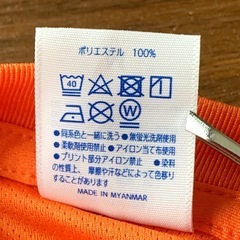 ポリエステル 100%
40
W
●同系色と一緒に洗う ●無蛍光洗剤使用
●柔軟剤使用禁止 ●アイロン当て布使用
●プリント部分アイロン禁止 ●染料
の性質上、摩擦や汗などによって色移り
することがあります。
MADE IN MYANMAR